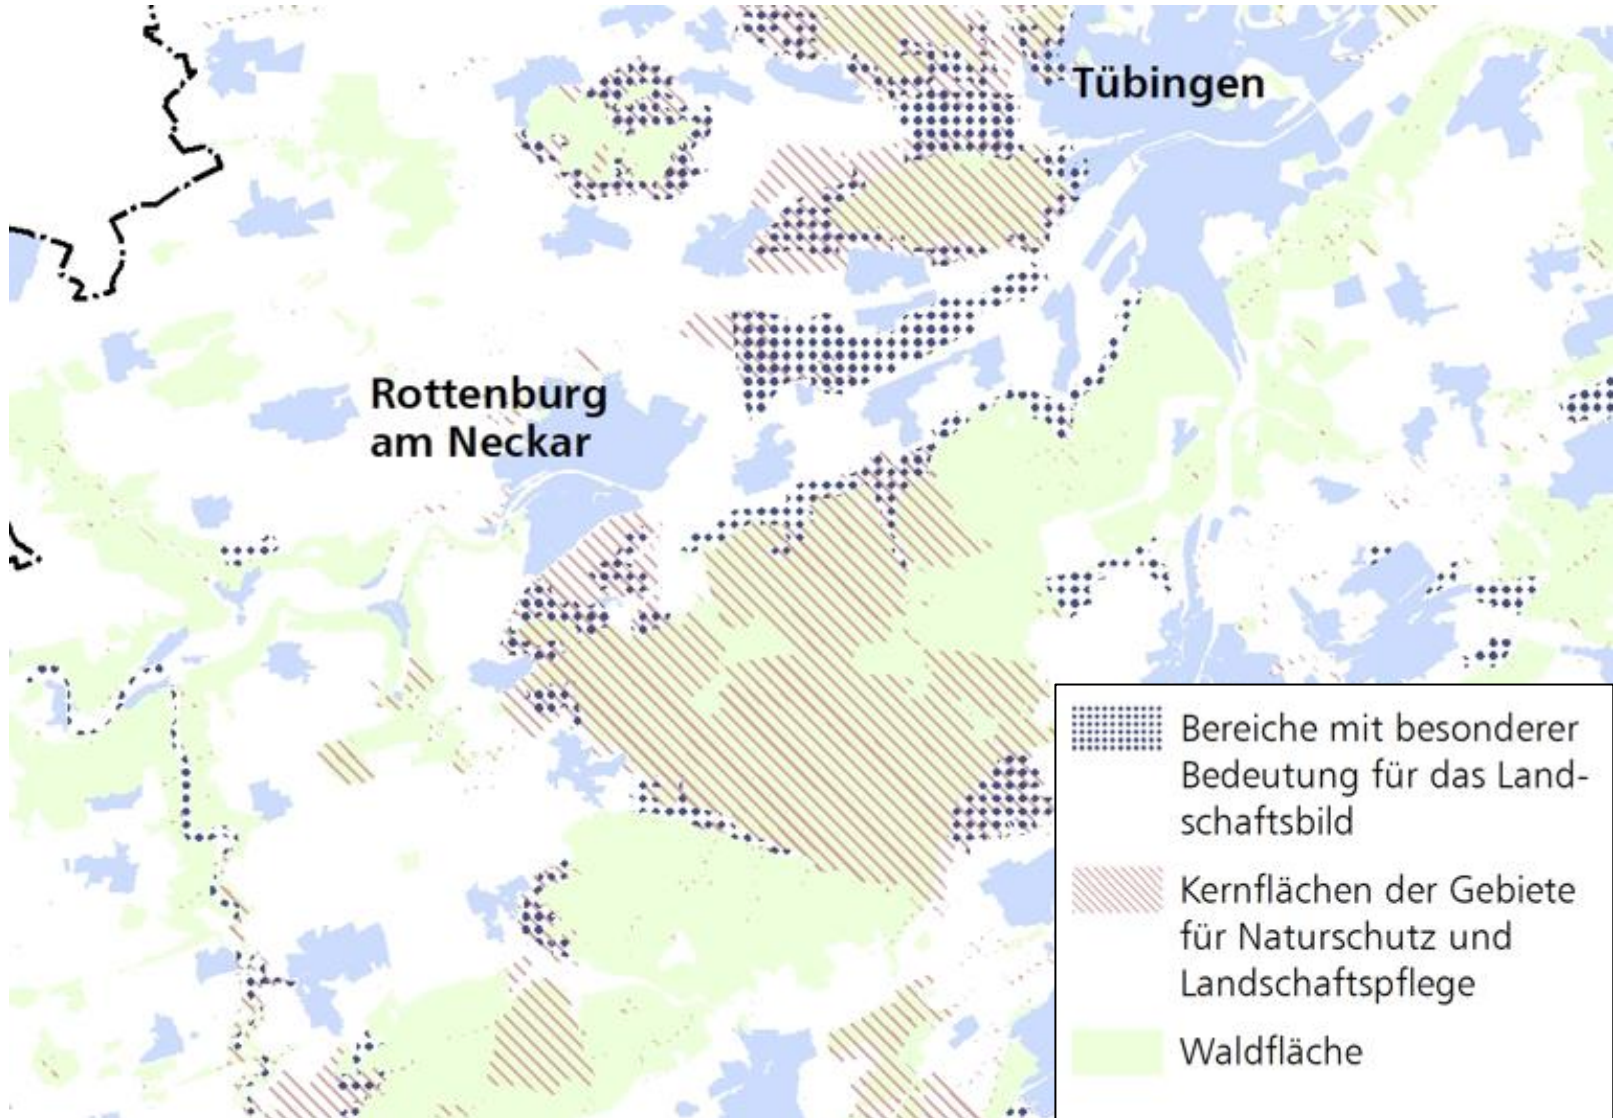 Tübingen
Rottenburg
am Neckar
Bereiche mit besonderer
Bedeutung für das Land-
schaftsbild
Kernflächen der Gebiete
für Naturschutz und
Landschaftspflege
Waldfläche